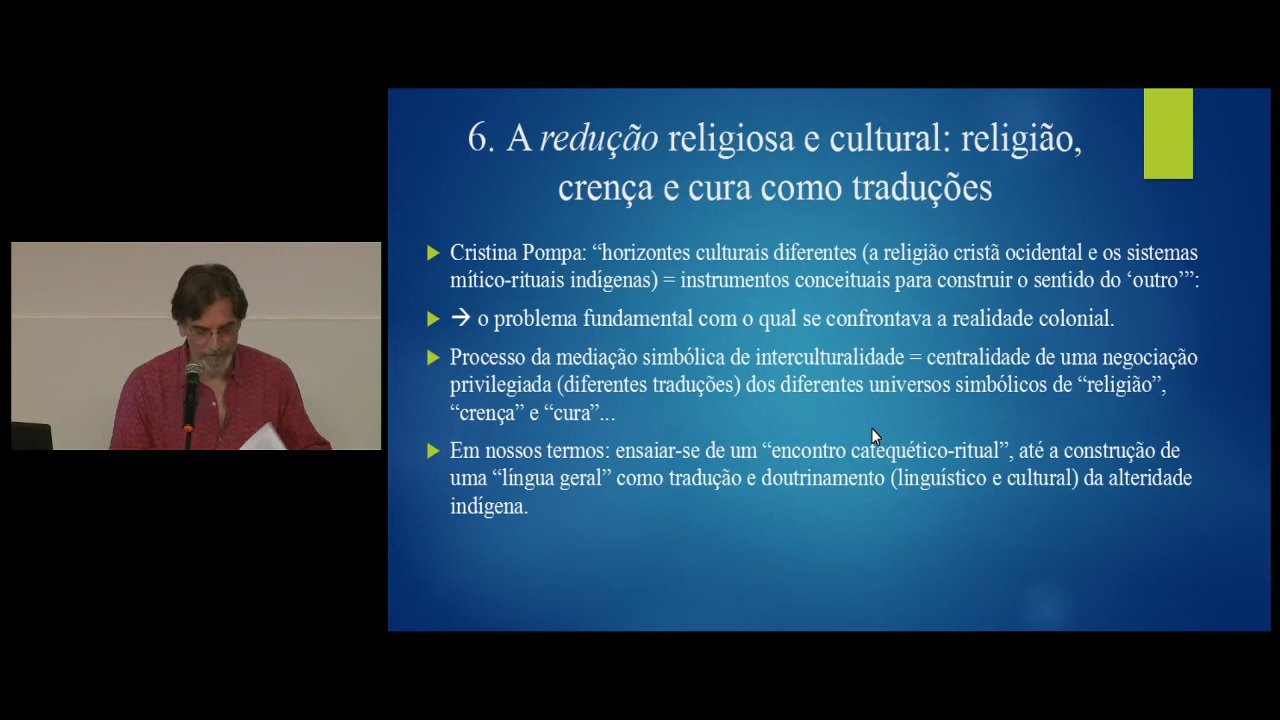 6. A redução religiosa e cultural: religião,
crença e cura como traduções
Cristina Pompa: “horizontes culturais diferentes (a religião cristã ocidental e os sistemas
mítico-rituais indígenas) = instrumentos conceituais para construir o sentido do ‘outro’”:
→ o problema fundamental com o qual se confrontava a realidade colonial.
Processo da mediação simbólica de interculturalidade = centralidade de uma negociação
privilegiada (diferentes traduções) dos diferentes universos simbólicos de “religião”,
“crença” e “cura”...
Em nossos termos: ensaiar-se de um “encontro catequético-ritual”, até a construção de
uma “língua geral” como tradução e doutrinamento (linguístico e cultural) da alteridade
indígena.